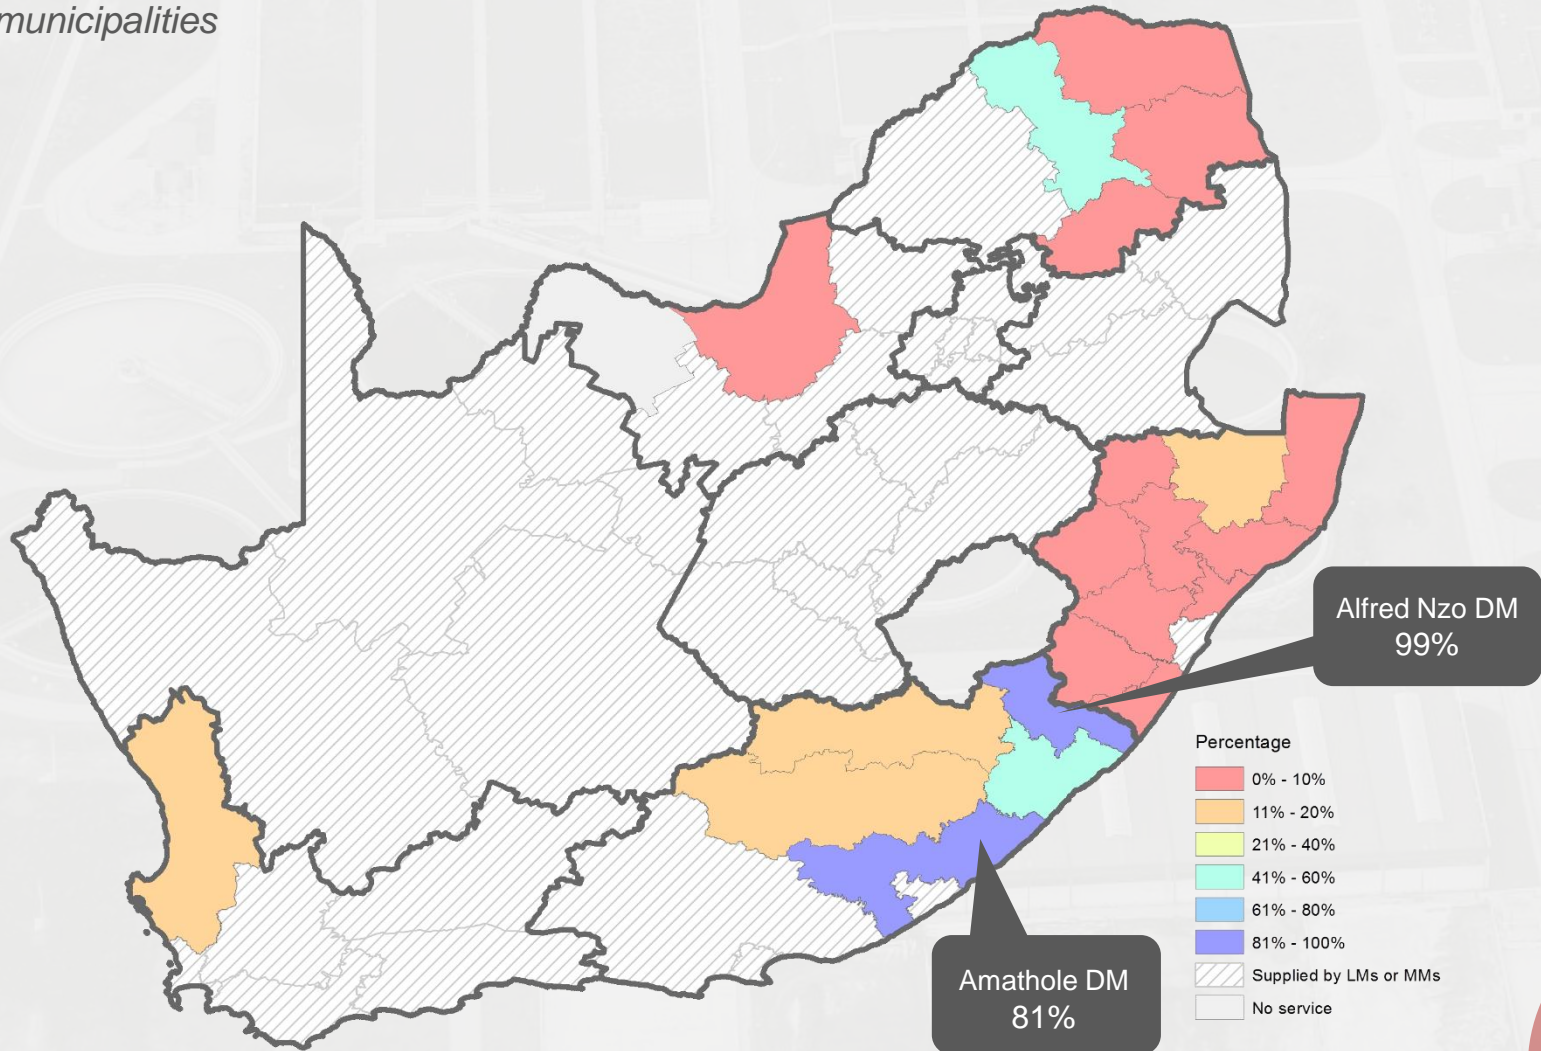 municipalities
Alfred Nzo DM
99%
Percentage
0% - 10%
11% - 20%
21% - 40%
41% - 60%
61% - 80%
81% - 100%
Supplied by LMs or MMs
No service
Amathole DM
81%